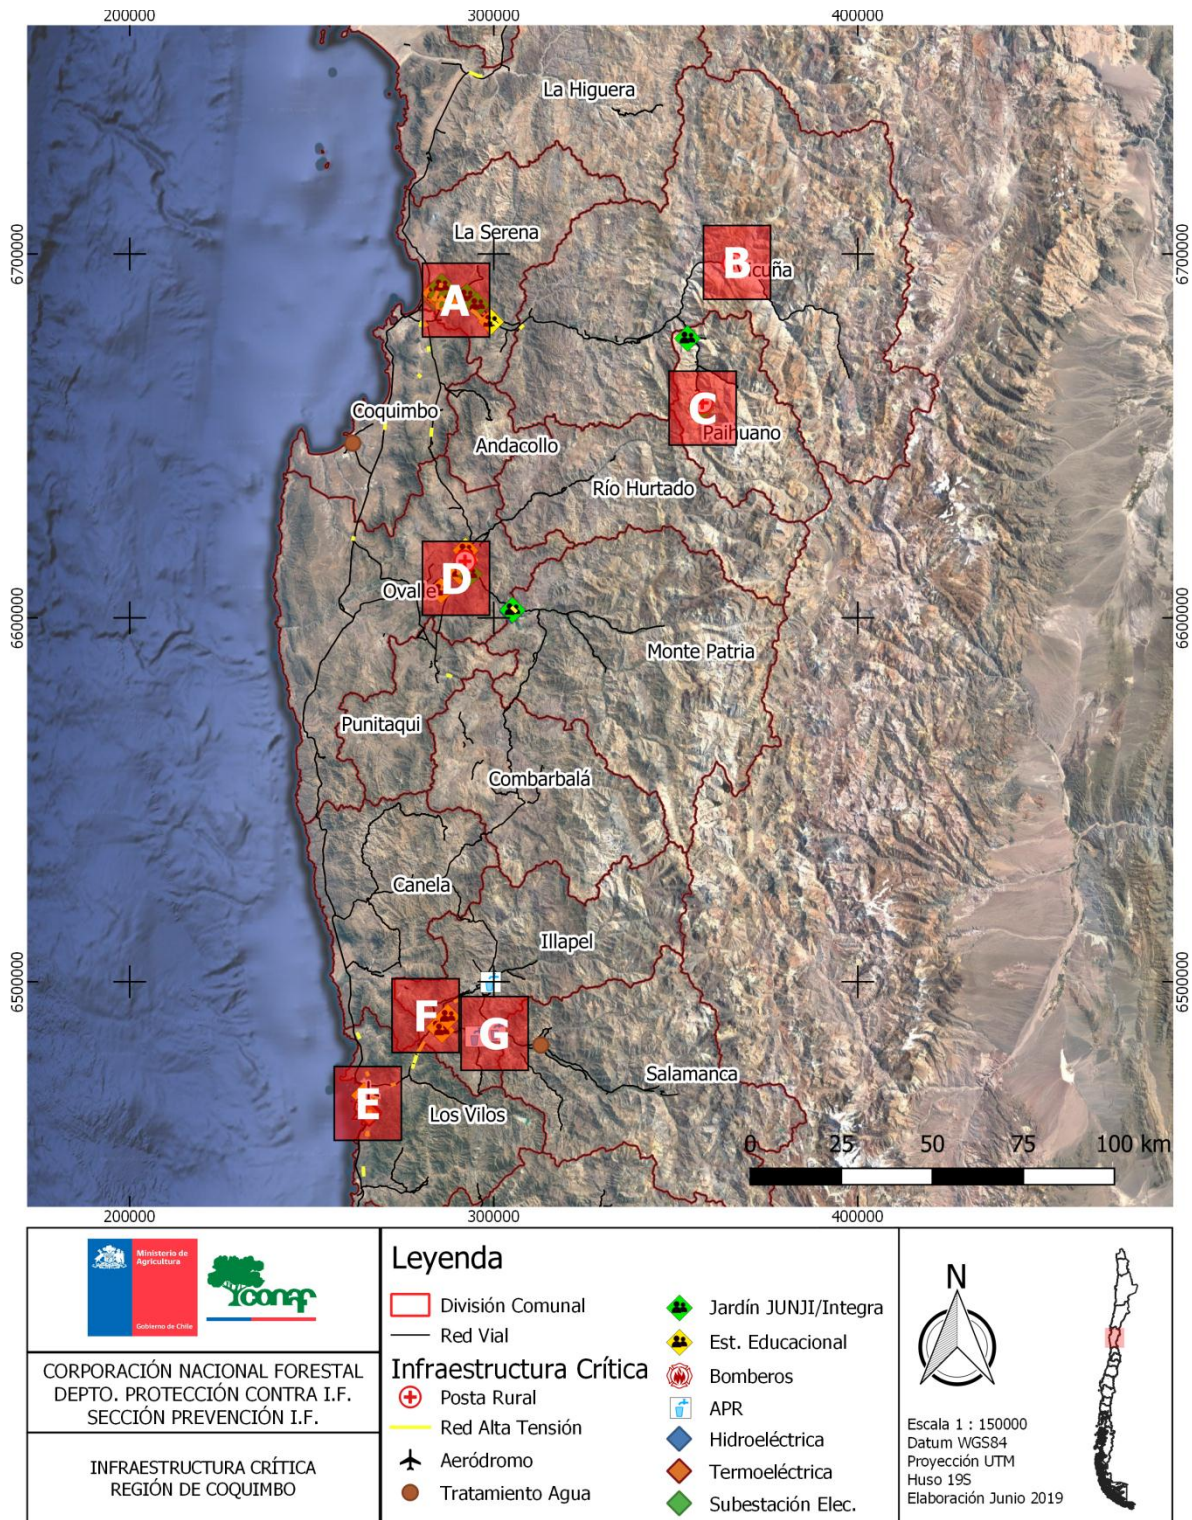 200000 300000 400000
La Higuera
6700000
La Serena
6700000
B
icuña
A
Coquimbo
C
Paihuano
Andacollo
Río Hurtado
D
Ovalle
6600000
6600000
Monte Patria
Punitaqui
Combarbalá
Canela
Illapel
6500000
6500000
F
G
Salamanca
E
Los Vilos
0 25 50 75 100 km
200000 300000 400000
Ministerio de
Agricultura
Gobierno de Chile
conaf
CORPORACIÓN NACIONAL FORESTAL
DEPTO. PROTECCIÓN CONTRA I.F.
SECCIÓN PREVENCIÓN I.F.
INFRAESTRUCTURA CRÍTICA
REGIÓN DE COQUIMBO
Leyenda
División Comunal
Red Vial
Infraestructura Crítica
Posta Rural
Red Alta Tensión
Aeródromo
Tratamiento Agua
Jardín JUNJI/Integra
Est. Educacional
Bomberos
APR
Hidroeléctrica
Termoeléctrica
Subestación Elec.
N
Escala 1 : 150000
Datum WGS84
Proyección UTM
Huso 19S
Elaboración Junio 2019